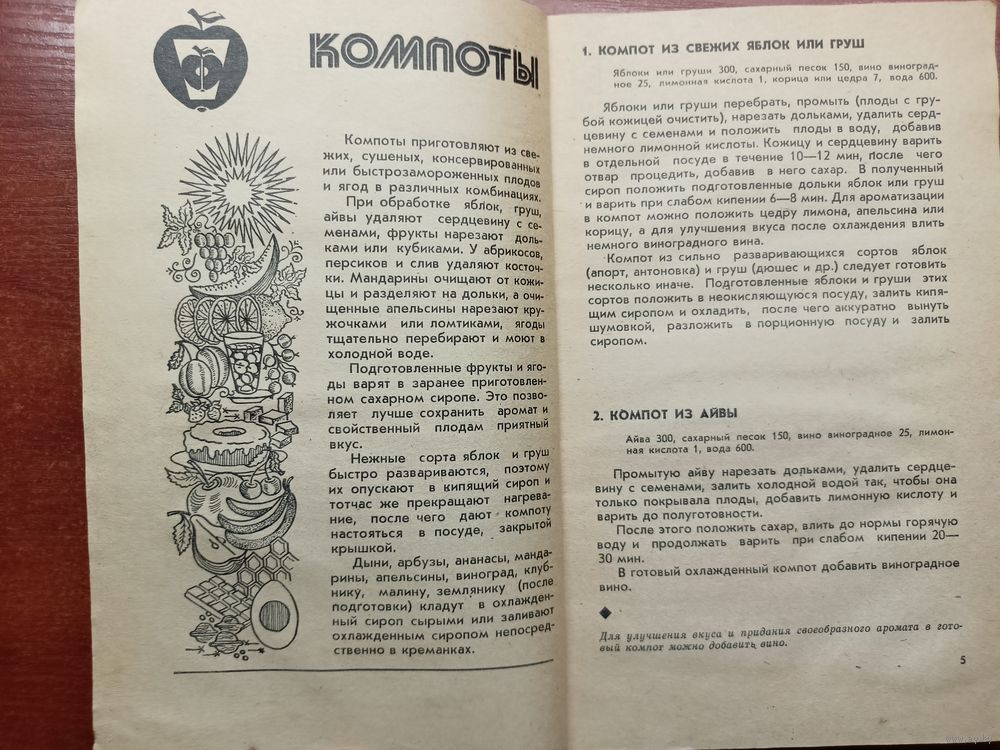 КОМПОТЫ
Компоты приготовляют из све-
жих, сушеных, консервированных
или быстрозамороженных плодов
и ягод в различных комбинациях.
При обработке яблок, груш,
айвы удаляют сердцевину с се-
менами, фрукты нарезают доль-
ками или кубиками. У абрикосов,
персиков и слив удаляют косточ-
ки. Мандарины очищают от кожи-
цы и разделяют на дольки, а очи-
щенные апельсины нарезают кру-
жочками или ломтиками, ягоды
тщательно перебирают и моют в
холодной воде.
Подготовленные фрукты и яго-
ды варят в заранее приготовлен-
ном сахарном сиропе. Это позво-
ляет лучше сохранить аромат и
свойственный плодам приятный
вкус.
Нежные сорта яблок и груш
быстро развариваются, поэтому
их опускают в кипящий сироп и
тотчас же прекращают нагрева-
ние, после чего дают компоту
настояться в посуде, закрытой
крышкой.
Дыни, арбузы, ананасы, манда-
рины, апельсины, виноград, клуб-
нику, малину, землянику (после
подготовки) кладут в охлажден-
ный сироп сырыми или заливают
охлажденным сиропом непосред-
ственно в креманках.
1. КОМПОТ ИЗ СВЕЖИХ ЯБЛОК ИЛИ ГРУШ
Яблоки или груши 300, сахарный песок 150, вино виноград-
ное 25, лимонная кислота 1, корица или цедра 7, вода 600.
Яблоки или груши перебрать, промыть (плоды с гру-
бой кожицей очистить), нарезать дольками, удалить серд-
цевину с семенами и положить плоды в воду, добавив
немного лимонной кислоты. Кожицу и сердцевину варить
в отдельной посуде в течение 10—12 мин, после чего
отвар процедить, добавив в него сахар. В полученный
сироп положить подготовленные дольки яблок или груш
и варить при слабом кипении 6—8 мин. Для ароматизации
в компот можно положить цедру лимона, апельсина или
корицу, а для улучшения вкуса после охлаждения влить
немного виноградного вина.
Компот из сильно разваривающихся сортов яблок
(апорт, антоновка) и груш (дюшес и др.) следует готовить
несколько иначе. Подготовленные яблоки и груши этих
сортов положить в неокисляющуюся посуду, залить кипя-
щим сиропом и охладить, после чего аккуратно вынуть
шумовкой, разложить в порционную посуду и залить
сиропом.
2. КОМПОТ ИЗ АЙВЫ
Айва 300, сахарный песок 150, вино виноградное 25, лимон-
ная кислота 1, вода 600.
Промытую айву нарезать дольками, удалить сердце-
вину с семенами, залить холодной водой так, чтобы она
только покрывала плоды, добавить лимонную кислоту и
варить до полуготовности.
После этого положить сахар, влить до нормы горячую
воду и продолжать варить при слабом кипении 20—
30 мин.
В готовый охлажденный компот добавить виноградное
вино.
Для улучшения вкуса и придания своеобразного аромата в гото-
вый компот можно добавить вино.
5